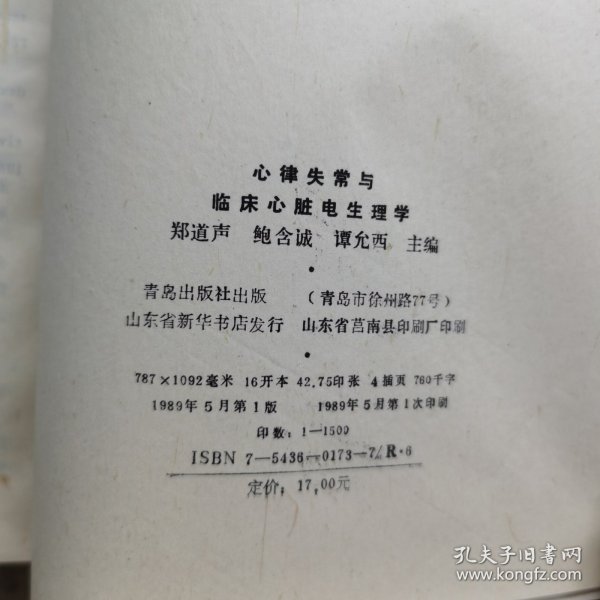 心律失常与
临床心脏电生理学
郑道声 鲍含诚 谭允西 主编
•
青岛出版社出版 (青岛市徐州路77号)
山东省新华书店发行 山东省莒南县印刷厂印刷
•
787×1092毫米 16开本 42.75印张 4插页 760千字
1989年5月第1版 1989年5月第1次印刷
印数:1—1500
ISBN 7—5436—0173—7/R·6
定价:17.00元
孔夫子旧书网
www.kongfz.com